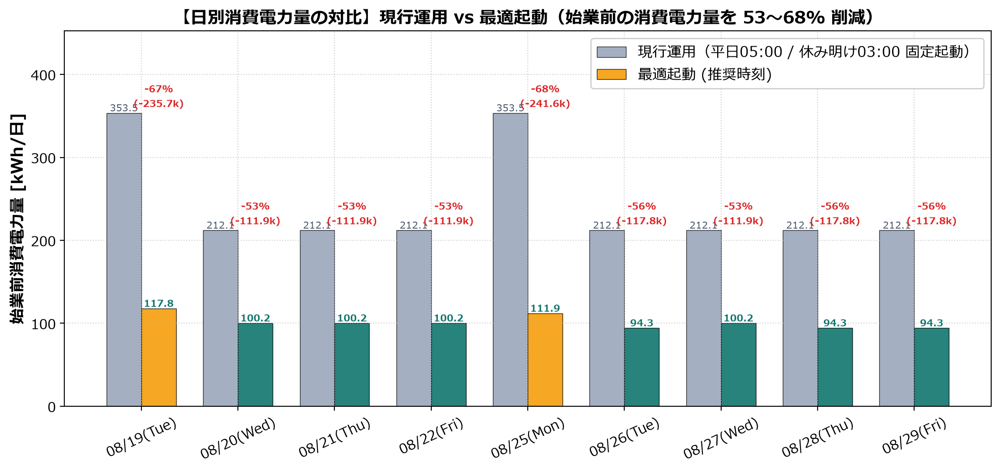 【日別消費電力量の対比】現行運用 vs 最適起動（始業前の消費電力量を 53～68% 削減）
始業前消費電力量 [kWh/日]
現行運用（平日05:00 / 休み明け03:00 固定起動）
最適起動 (推奨時刻)
400
300
200
100
0
-67%
(-235.7k)
353.5
117.8
-53%
(-111.9k)
212.1
100.2
-53%
(-111.9k)
212.1
100.2
-53%
(-111.9k)
212.1
100.2
-68%
(-241.6k)
353.5
111.9
-56%
(-117.8k)
212.1
94.3
-53%
(-111.9k)
212.1
100.2
-56%
(-117.8k)
212.1
94.3
-56%
(-117.8k)
212.1
94.3
08/19(Tue)
08/20(Wed)
08/21(Thu)
08/22(Fri)
08/25(Mon)
08/26(Tue)
08/27(Wed)
08/28(Thu)
08/29(Fri)